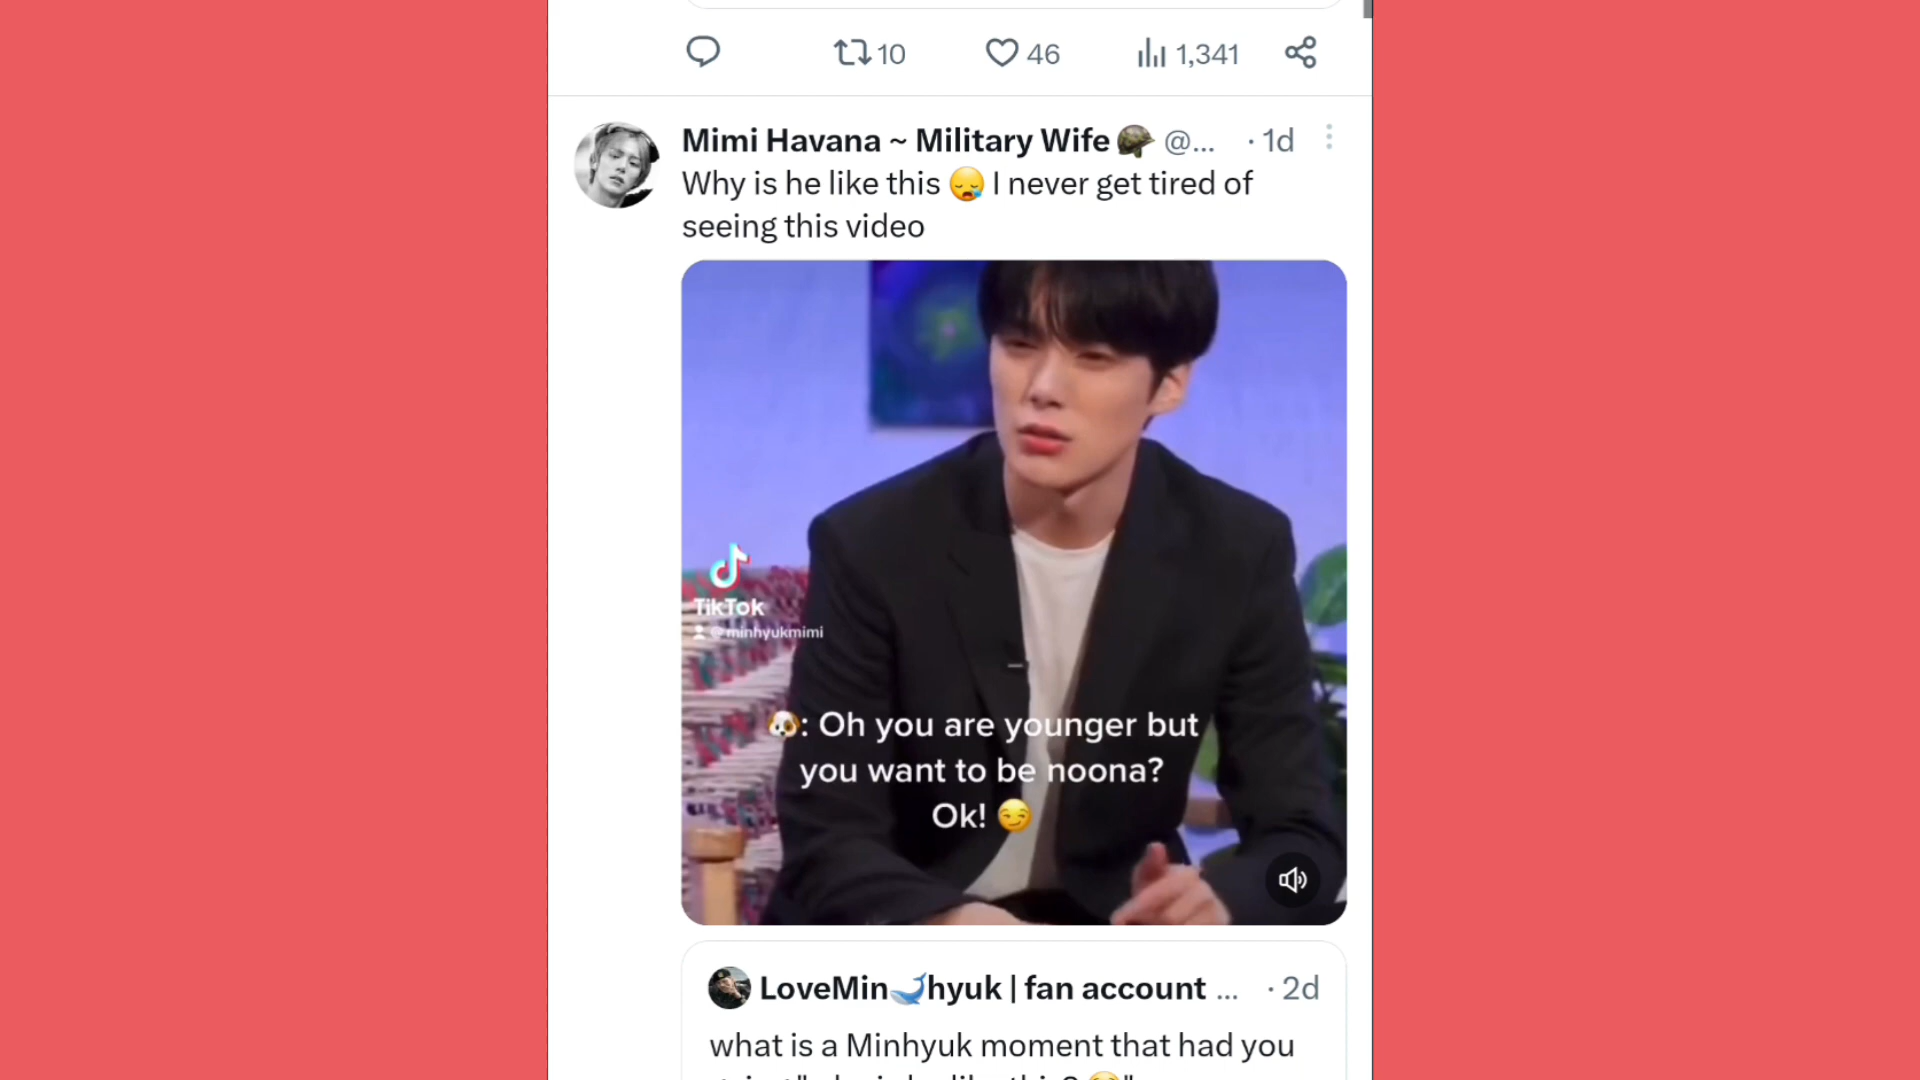 10 46 1,341
Mimi Havana ~ Military Wife 🪖 @... · 1d
Why is he like this 😪 I never get tired of
seeing this video
TikTok
@minhyukmimi
🐶: Oh you are younger but
you want to be noona?
Ok! 😏
LoveMin🐋hyuk | fan account ... · 2d
what is a Minhyuk moment that had you